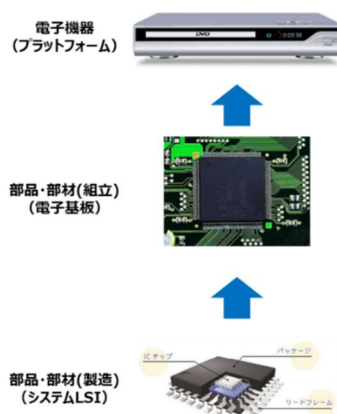 電子機器
(プラットフォーム)
DVD
部品・部材(組立)
(電子基板)
ICチップ
パッケージ
部品・部材(製造)
(システムLSI)
リードフレーム